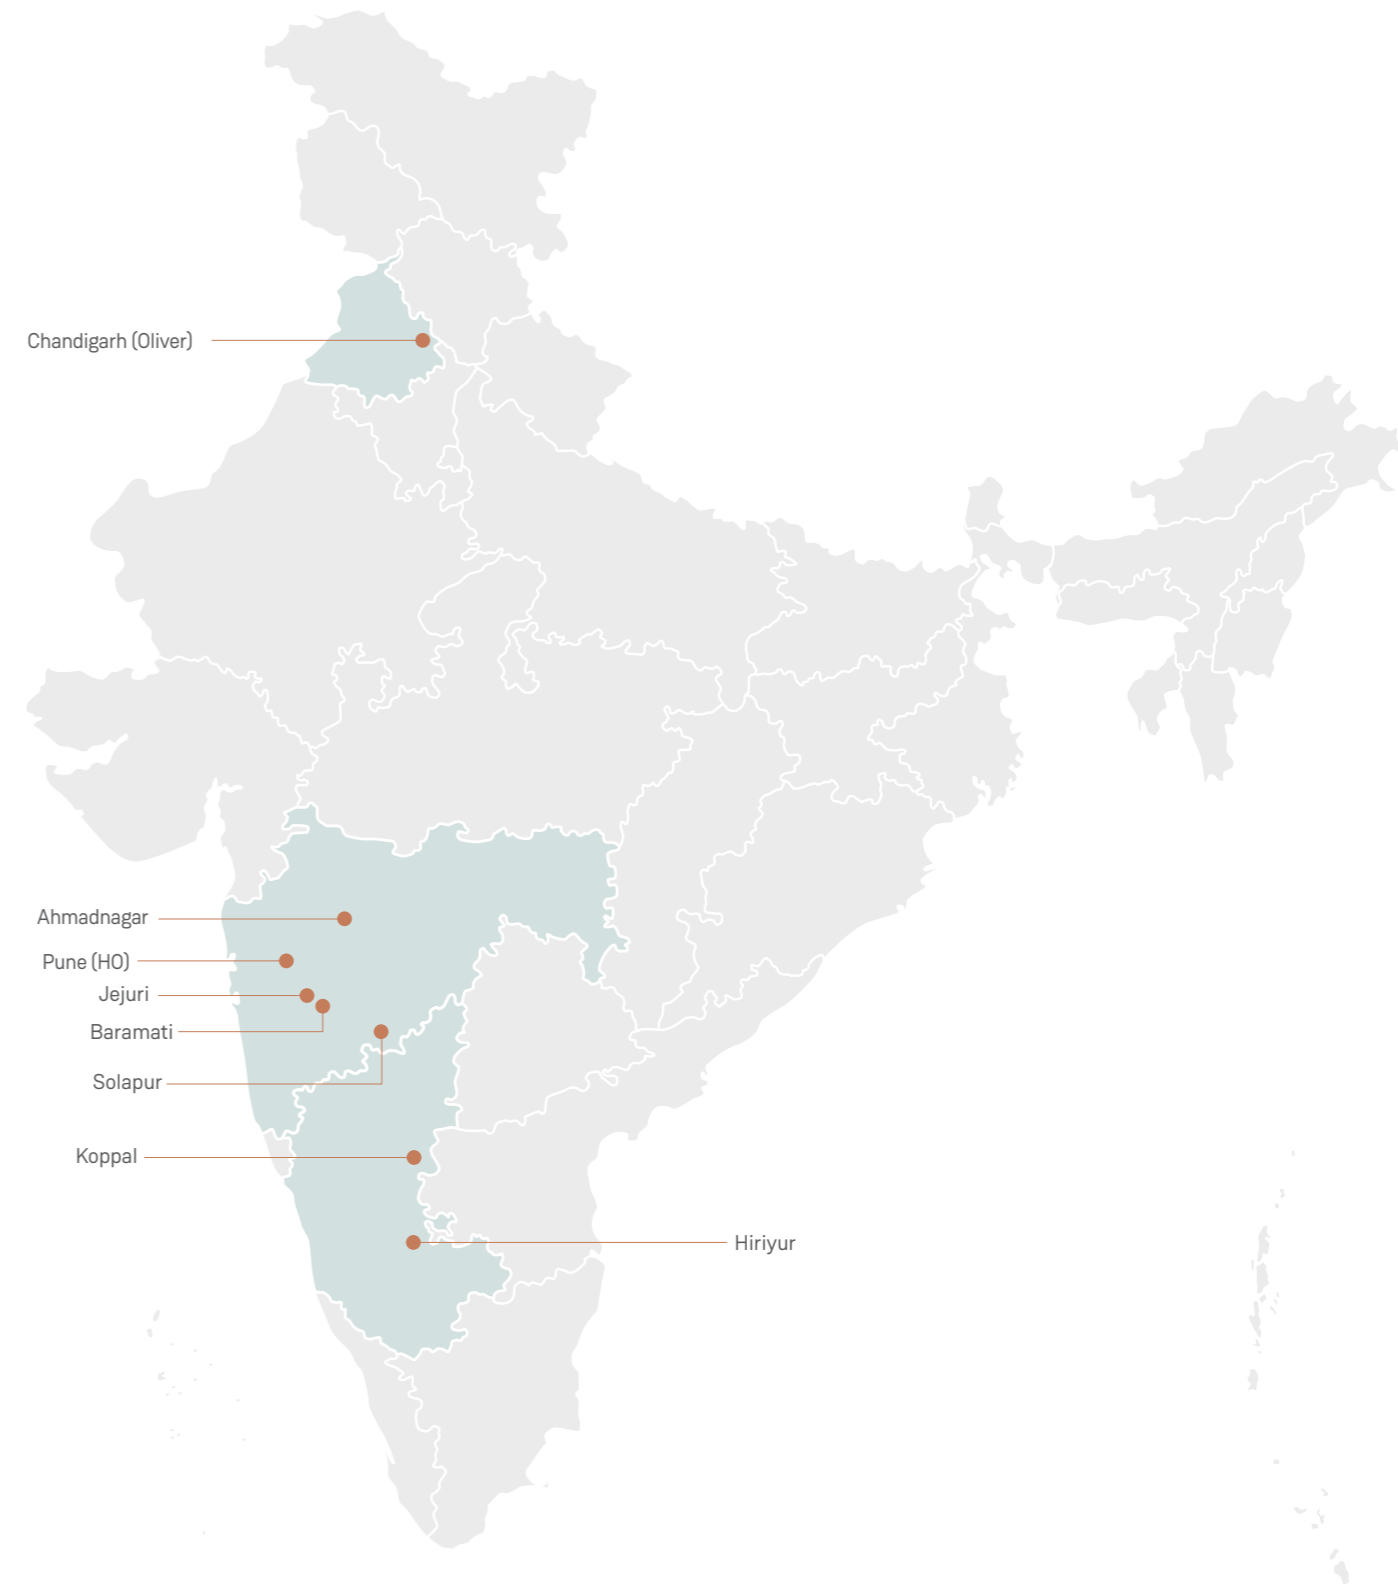 Chandigarh (Oliver)
Ahmadnagar
Pune (HO)
Jejuri
Baramati
Solapur
Koppal
Hiriyur